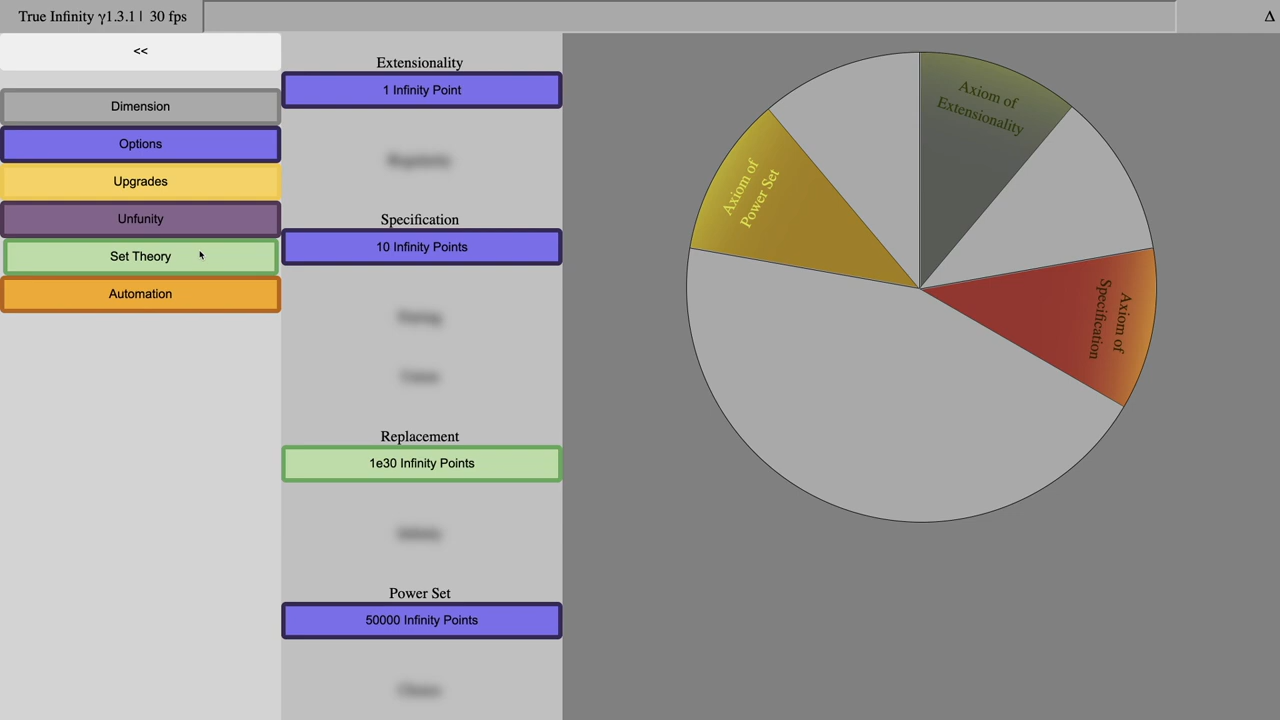 True Infinity γ1.3.1 | 30 fps
Δ
<<
Dimension
Options
Upgrades
Unfunity
Set Theory
Automation
Extensionality
1 Infinity Point
Specification
10 Infinity Points
Replacement
1e30 Infinity Points
Power Set
50000 Infinity Points
Axiom of
Extensionality
Axiom of
Specification
Axiom of
Power Set